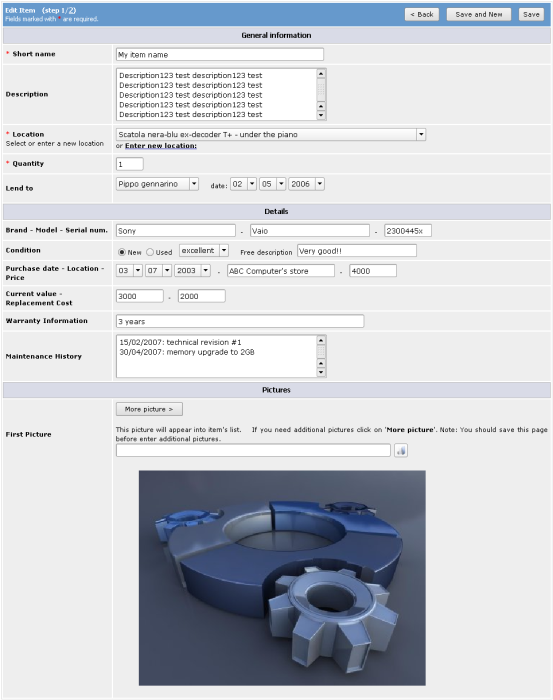 Edit Item (step 1/2)
Fields marked with * are required.
< Back
Save and New
Save
General information
* Short name
My item name
Description
Description123 test description123 test
Description123 test description123 test
Description123 test description123 test
Description123 test description123 test
Description123 test description123 test
* Location
Select or enter a new location
Scatola nera-blu ex-decoder T+ - under the piano
or Enter new location:
* Quantity
1
Lend to
Pippo gennarino date: 02 05 2006
Details
Brand - Model - Serial num.
Sony - Vaio - 2300445x
Condition
New Used excellent Free description Very good!!
Purchase date - Location -
Price
03 07 2003 - ABC Computer's store - 4000
Current value -
Replacement Cost
3000 - 2000
Warranty Information
3 years
Maintenance History
15/02/2007: technical revision #1
30/04/2007: memory upgrade to 2GB
Pictures
First Picture
More picture >
This picture will appear into item's list. If you need additional pictures click on 'More picture'. Note: You should save this page
before enter additional pictures.